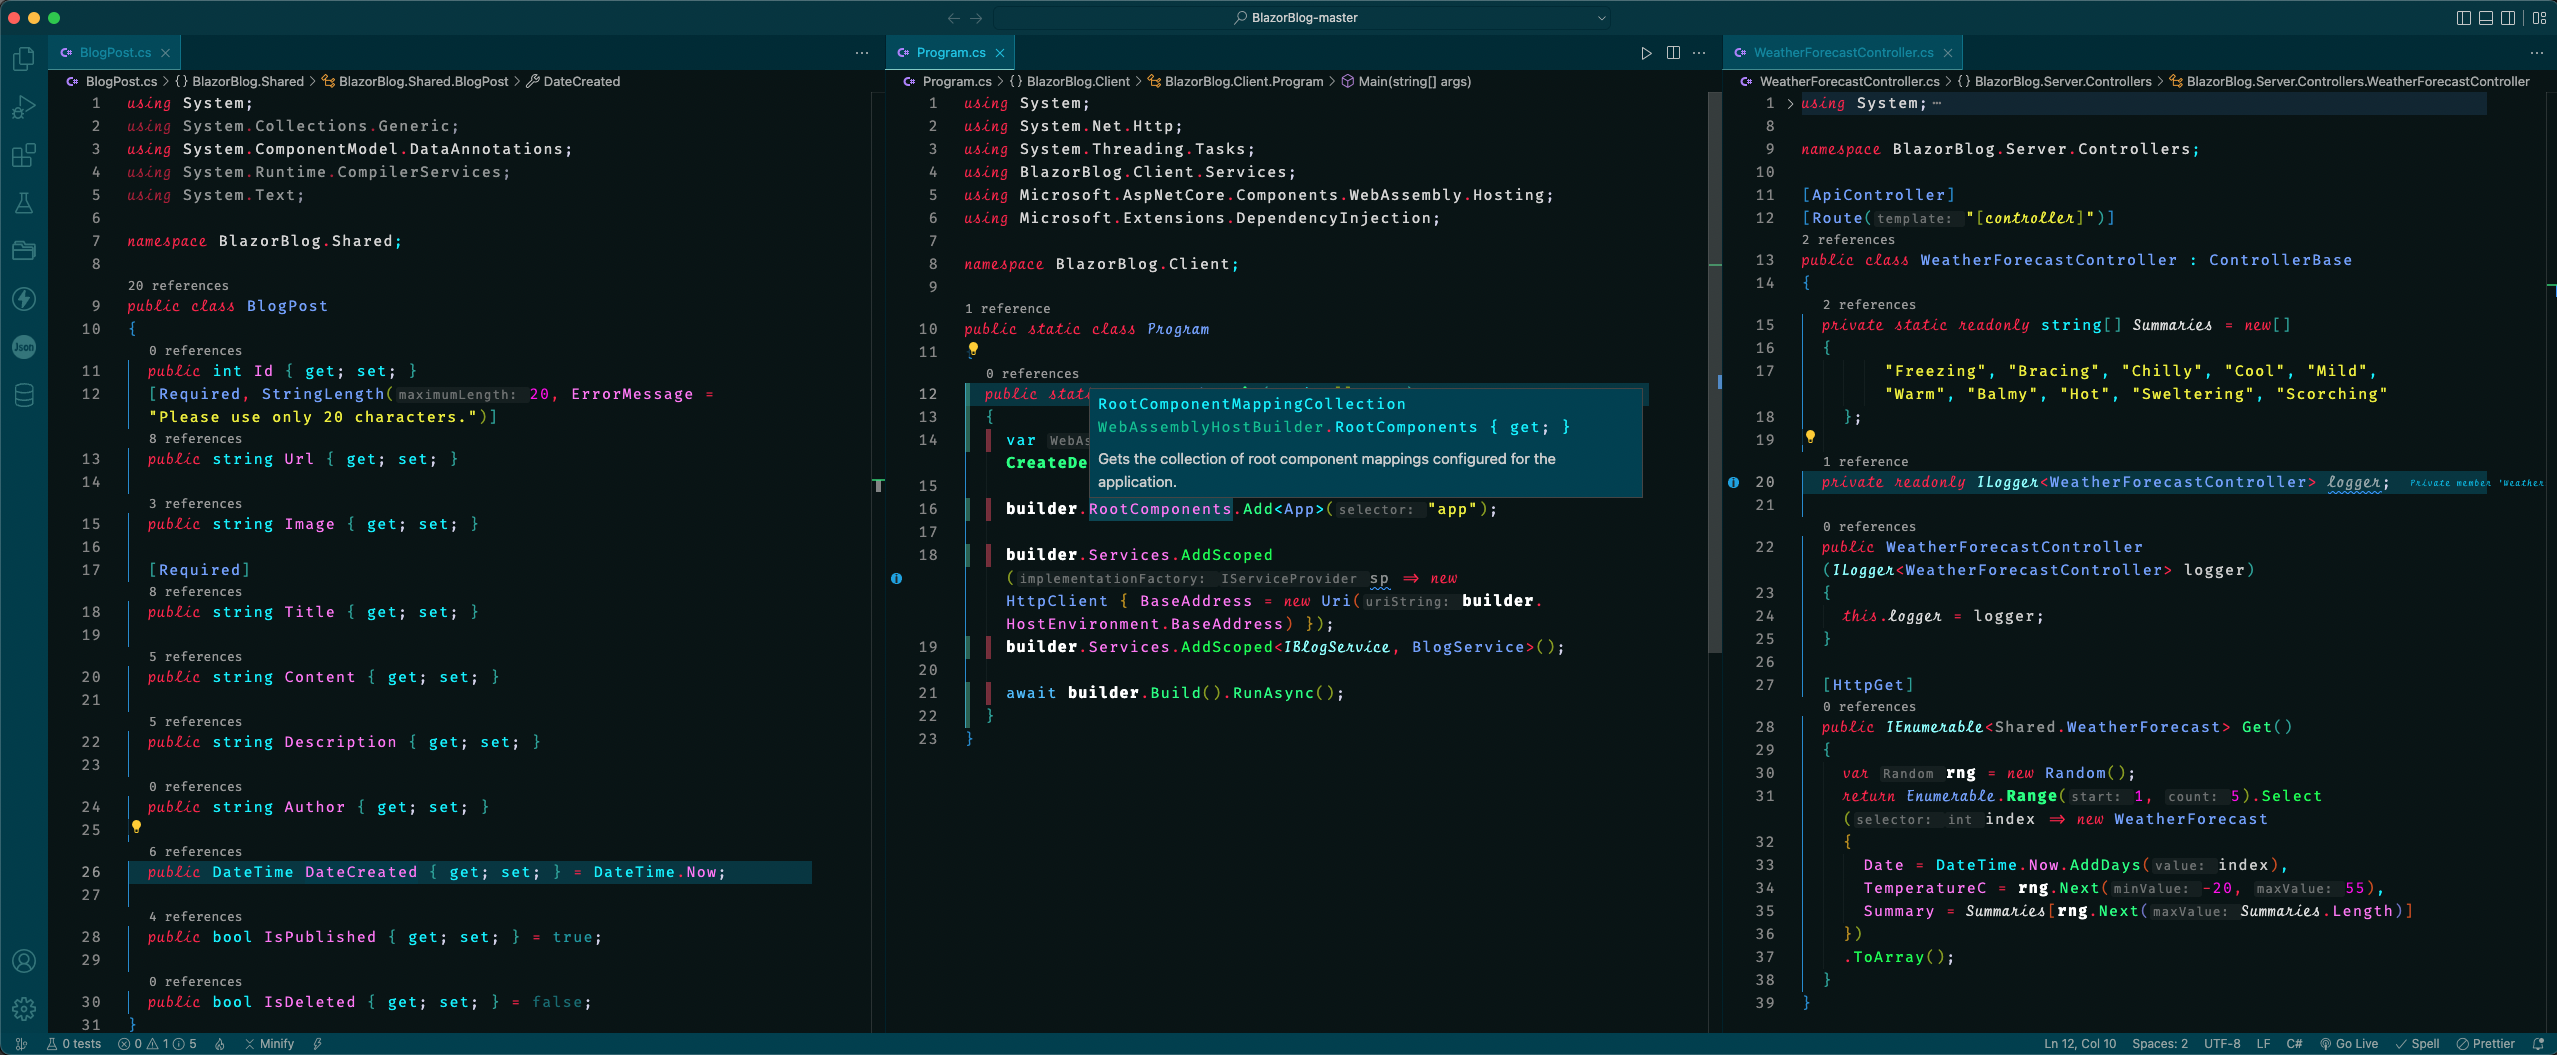 BlazorBlog-master
BlogPost.cs
BlogPost.cs > {} BlazorBlog.Shared > BlazorBlog.Shared.BlogPost > DateCreated
1 using System;
2 using System.Collections.Generic;
3 using System.ComponentModel.DataAnnotations;
4 using System.Runtime.CompilerServices;
5 using System.Text;
6
7 namespace BlazorBlog.Shared;
8
20 references
9 public class BlogPost
10 {
0 references
11 public int Id { get; set; }
12 [Required, StringLength(maximumLength: 20, ErrorMessage =
"Please use only 20 characters.")]
8 references
13 public string Url { get; set; }
14
3 references
15 public string Image { get; set; }
16
17 [Required]
8 references
18 public string Title { get; set; }
19
5 references
20 public string Content { get; set; }
21
5 references
22 public string Description { get; set; }
23
0 references
24 public string Author { get; set; }
25
6 references
26 public DateTime DateCreated { get; set; } = DateTime.Now;
27
4 references
28 public bool IsPublished { get; set; } = true;
29
0 references
30 public bool IsDeleted { get; set; } = false;
31 }
Program.cs
Program.cs > {} BlazorBlog.Client > BlazorBlog.Client.Program > Main(string[] args)
1 using System;
2 using System.Net.Http;
3 using System.Threading.Tasks;
4 using BlazorBlog.Client.Services;
5 using Microsoft.AspNetCore.Components.WebAssembly.Hosting;
6 using Microsoft.Extensions.DependencyInjection;
7
8 namespace BlazorBlog.Client;
9
1 reference
10 public static class Program
11
0 references
12 public
13 {
14 var
RootComponentMappingCollection
WebAssemblyHostBuilder.RootComponents { get; }
Gets the collection of root component mappings configured for the
application.
15
16 builder.RootComponents.Add<App>(selector: "app");
17
18 builder.Services.AddScoped
(implementationFactory: IServiceProvider sp => new
HttpClient { BaseAddress = new Uri(uriString: builder.
HostEnvironment.BaseAddress) });
19 builder.Services.AddScoped<IBlogService, BlogService>();
20
21 await builder.Build().RunAsync();
22 }
23 }
WeatherForecastController.cs
WeatherForecastController.cs > {} BlazorBlog.Server.Controllers > BlazorBlog.Server.Controllers.WeatherForecastController
1 > using System; ⋯
8
9 namespace BlazorBlog.Server.Controllers;
10
11 [ApiController]
12 [Route(template: "[controller]")]
2 references
13 public class WeatherForecastController : ControllerBase
14 {
2 references
15 private static readonly string[] Summaries = new[]
16 {
17 "Freezing", "Bracing", "Chilly", "Cool", "Mild",
"Warm", "Balmy", "Hot", "Sweltering", "Scorching"
18 };
19
1 reference
20 private readonly ILogger<WeatherForecastController> logger; Private member 'Weather
21
0 references
22 public WeatherForecastController
(ILogger<WeatherForecastController> logger)
23 {
24 this.logger = logger;
25 }
26
27 [HttpGet]
0 references
28 public IEnumerable<Shared.WeatherForecast> Get()
29 {
30 var Random rng = new Random();
31 return Enumerable.Range(start: 1, count: 5).Select
(selector: int index => new WeatherForecast
32 {
33 Date = DateTime.Now.AddDays(value: index),
34 TemperatureC = rng.Next(minValue: -20, maxValue: 55),
35 Summary = Summaries[rng.Next(maxValue: Summaries.Length)]
36 })
37 .ToArray();
38 }
39 }
Json
0 tests 0 1 5 Minify Ln 12, Col 10 Spaces: 2 UTF-8 LF C# Go Live Spell Prettier